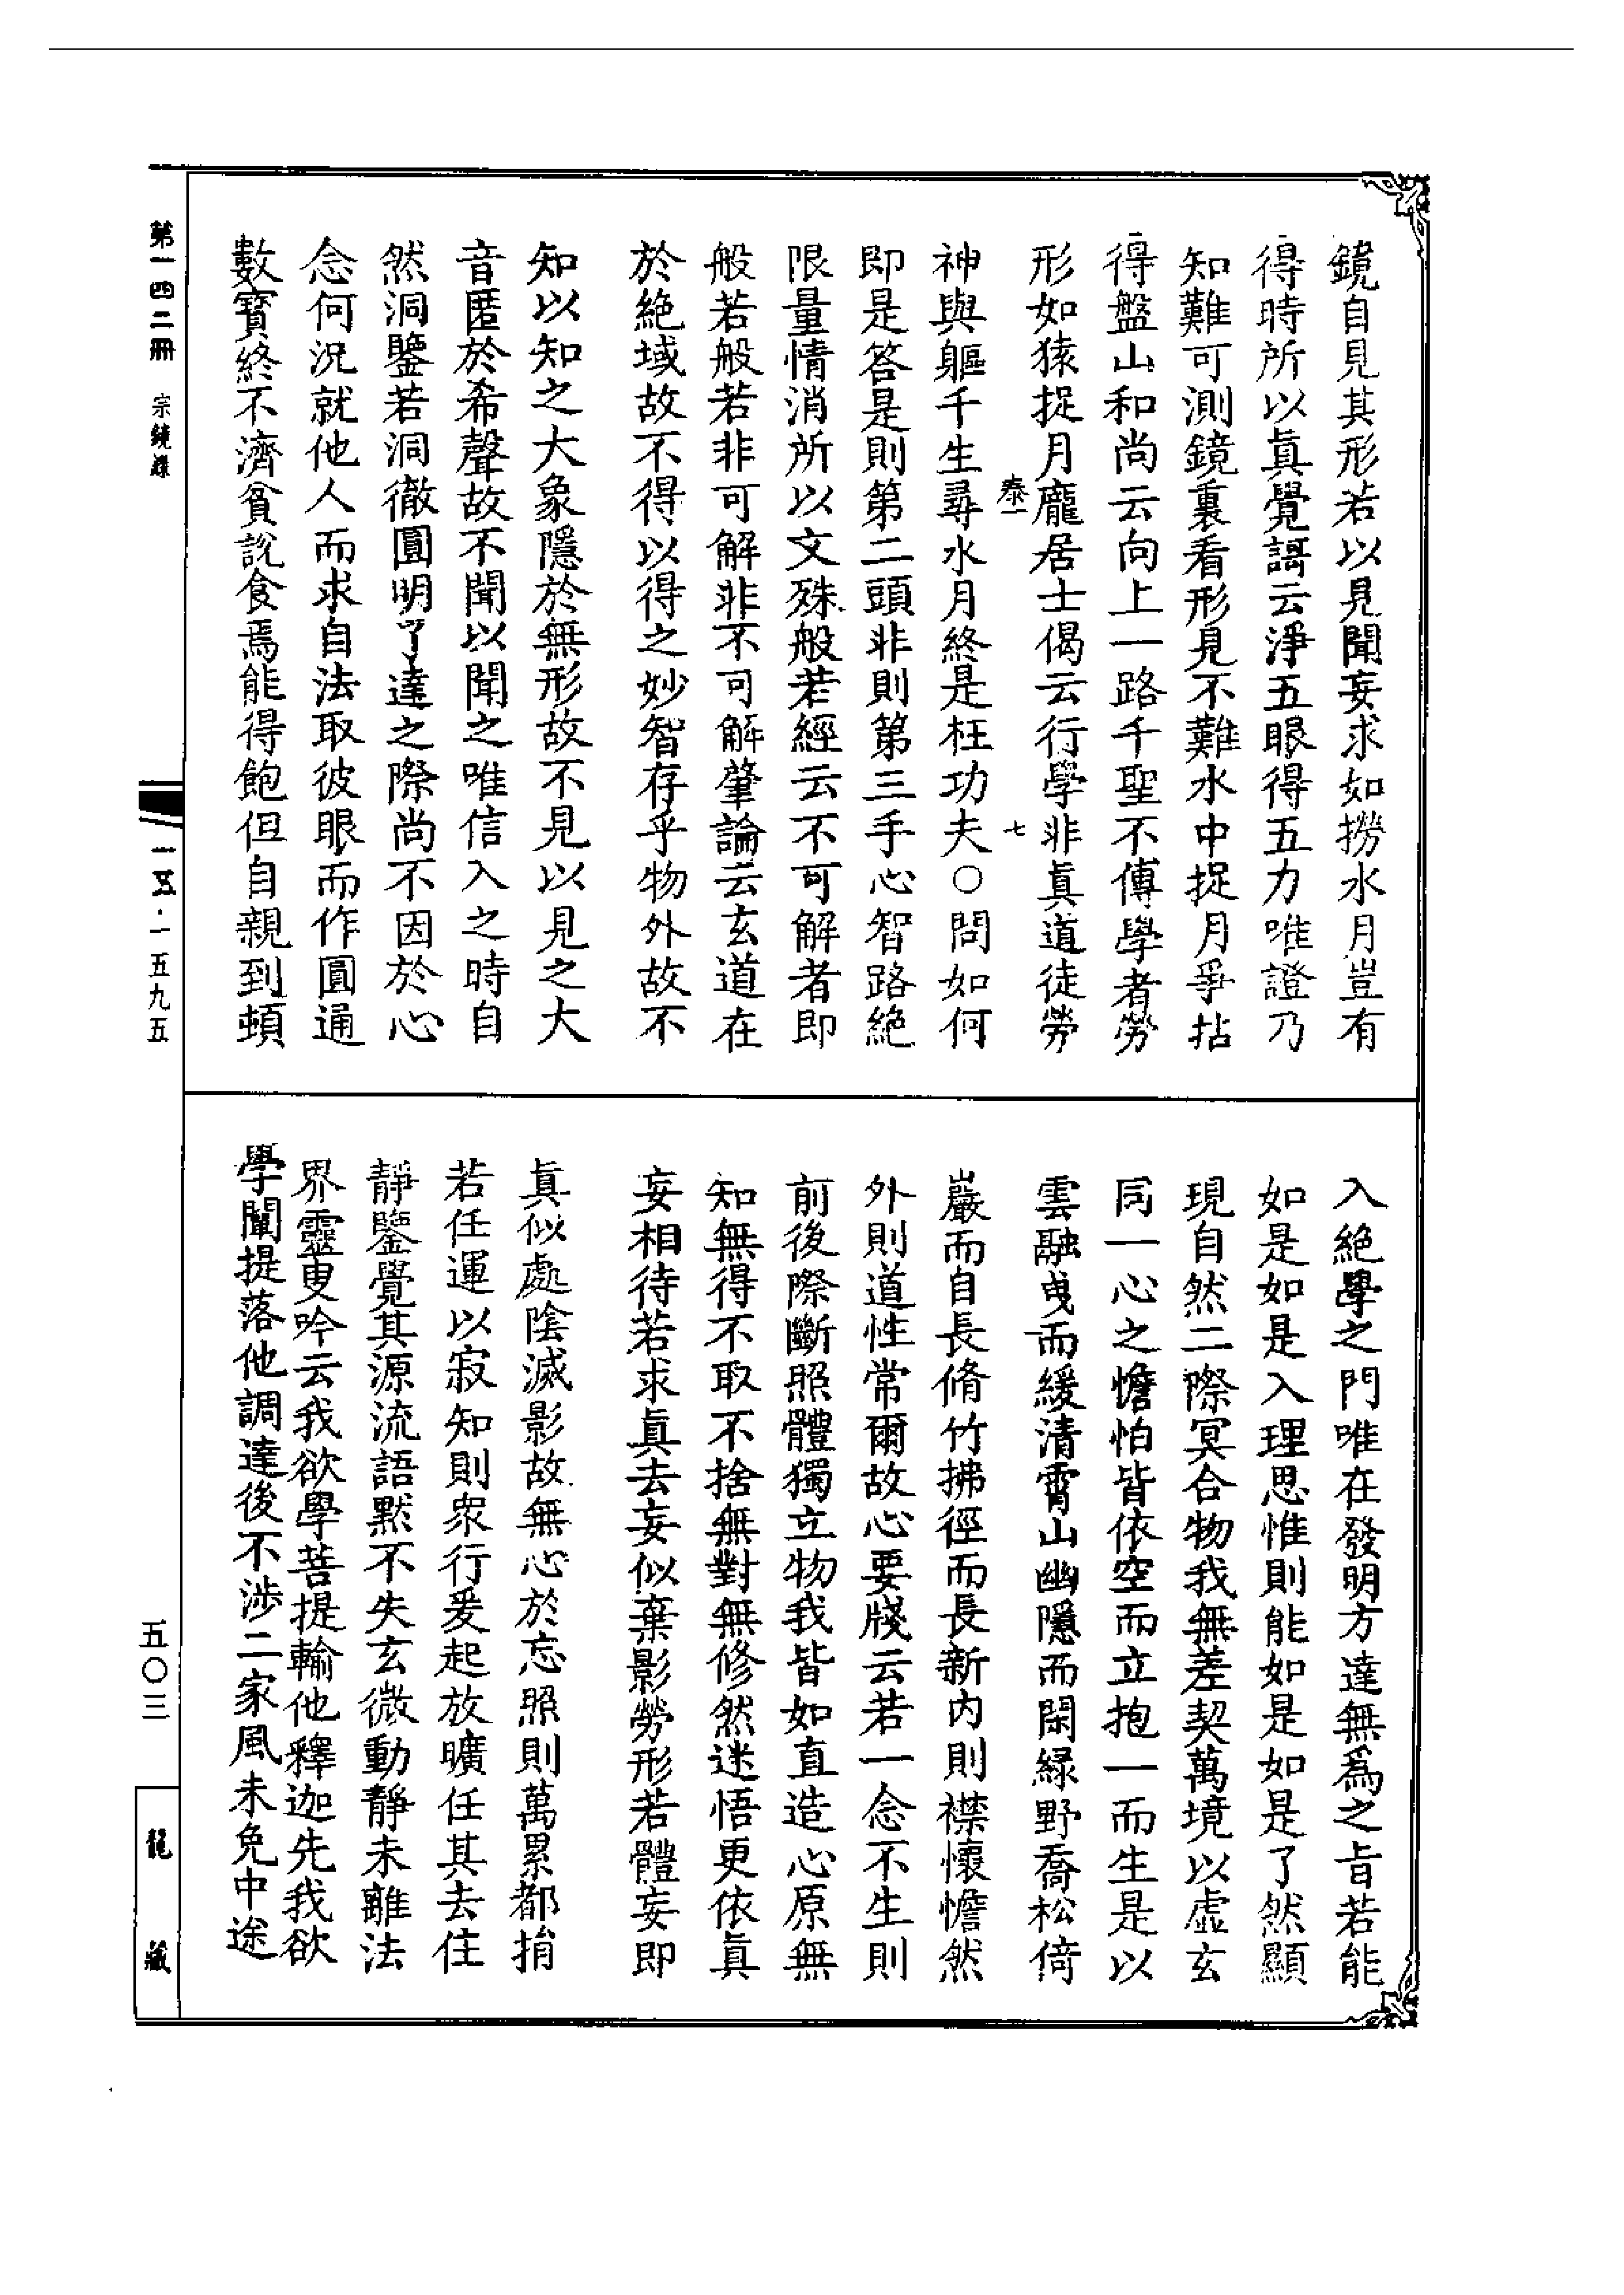 鏡自見其形若以見聞妄求如撈水月豈有
得時所以眞覺謌云淨五眼得五力唯證乃
知難可測鏡裏看形見不難水中捉月爭拈
得盤山和尚云向上一路千聖不傳學者勞
形如猿捉月龐居士偈云行學非眞道徒勞
泰一 七
神與軀千生尋水月終是枉功夫○問如何
即是答是則第二頭非則第三手心智路絶
限量情消所以文殊般若經云不可解者即
般若般若非可解非不可解肇論云玄道在
於絶域故不得以得之妙智存乎物外故不
知以知之大象隱於無形故不見以見之大
音匿於希聲故不聞以聞之唯信入之時自
然洞鑒若洞徹圓明了達之際尚不因於心
念何況就他人而求自法取彼眼而作圓通
數寶終不濟貧說食焉能得飽但自親到頓
入絶學之門唯在發明方達無爲之旨若能
如是如是入理思惟則能如是如是了然顯
現自然二際冥合物我無差契萬境以虛玄
同一心之憺怕皆依空而立抱一而生是以
雲融曳而緩清霄山幽隱而閑緑野喬松倚
巖而自長脩竹拂徑而長新内則襟懷憺然
外則道性常爾故心要牋云若一念不生則
前後際斷照體獨立物我皆如直造心原無
知無得不取不捨無對無修然迷悟更依真
妄相待若求眞去妄似棄影勞形若體妄即
眞似處陰滅影故無心於忘照則萬累都捐
若任運以寂知則衆行爰起放曠任其去住
靜鑒覺其源流語默不失玄微動靜未離法
界靈叟吟云我欲學菩提輸他釋迦先我欲
學闡提落他調達後不涉二家風未免中途
第一四二冊 宗鏡錄
一五·一五九五
五〇三
龍藏